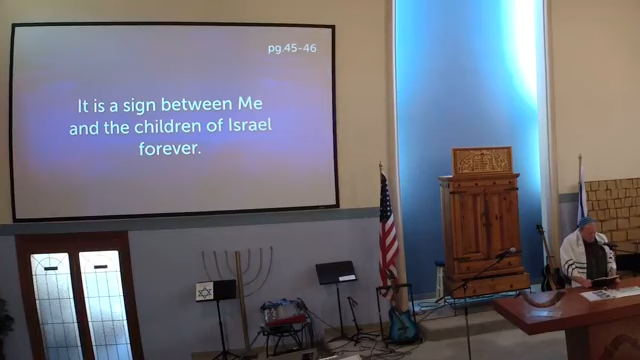 pg.45-46
It is a sign between Me
and the children of Israel
forever.